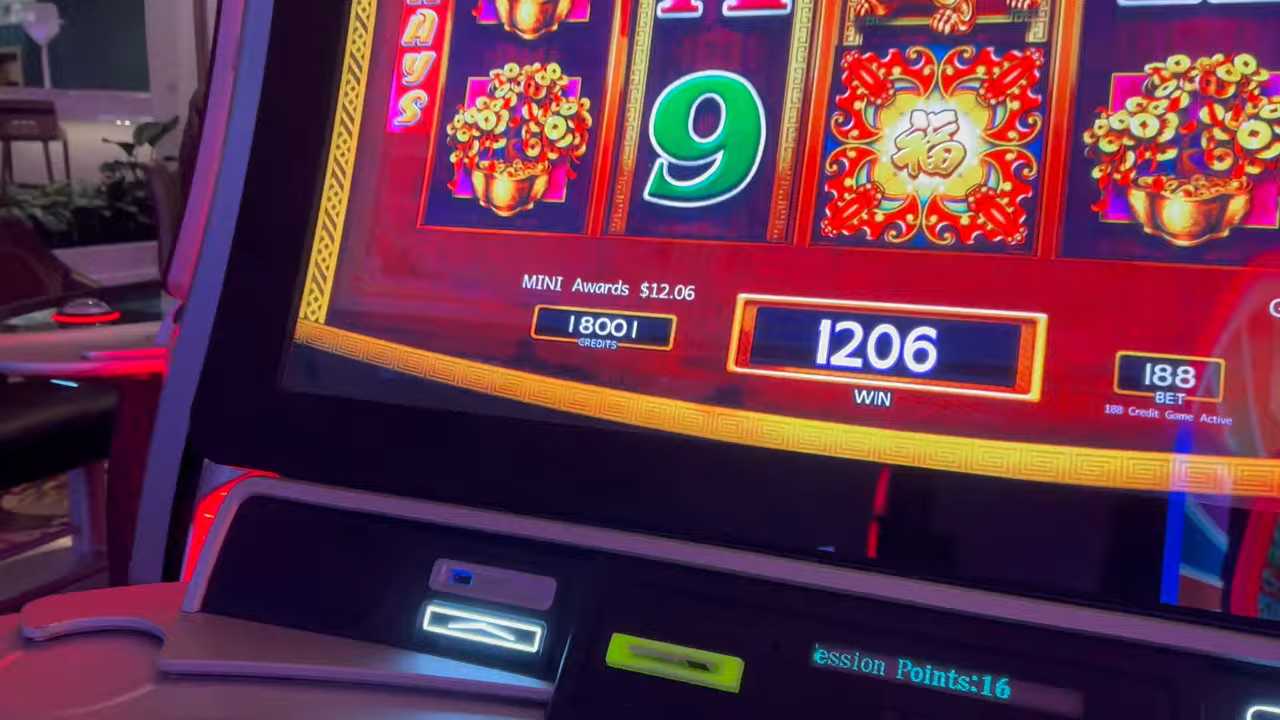 AYS
9
福
MINI Awards $12.06
18001
CREDITS
1206
WIN
188
BET
188 Credit Game Active
ession Points:16